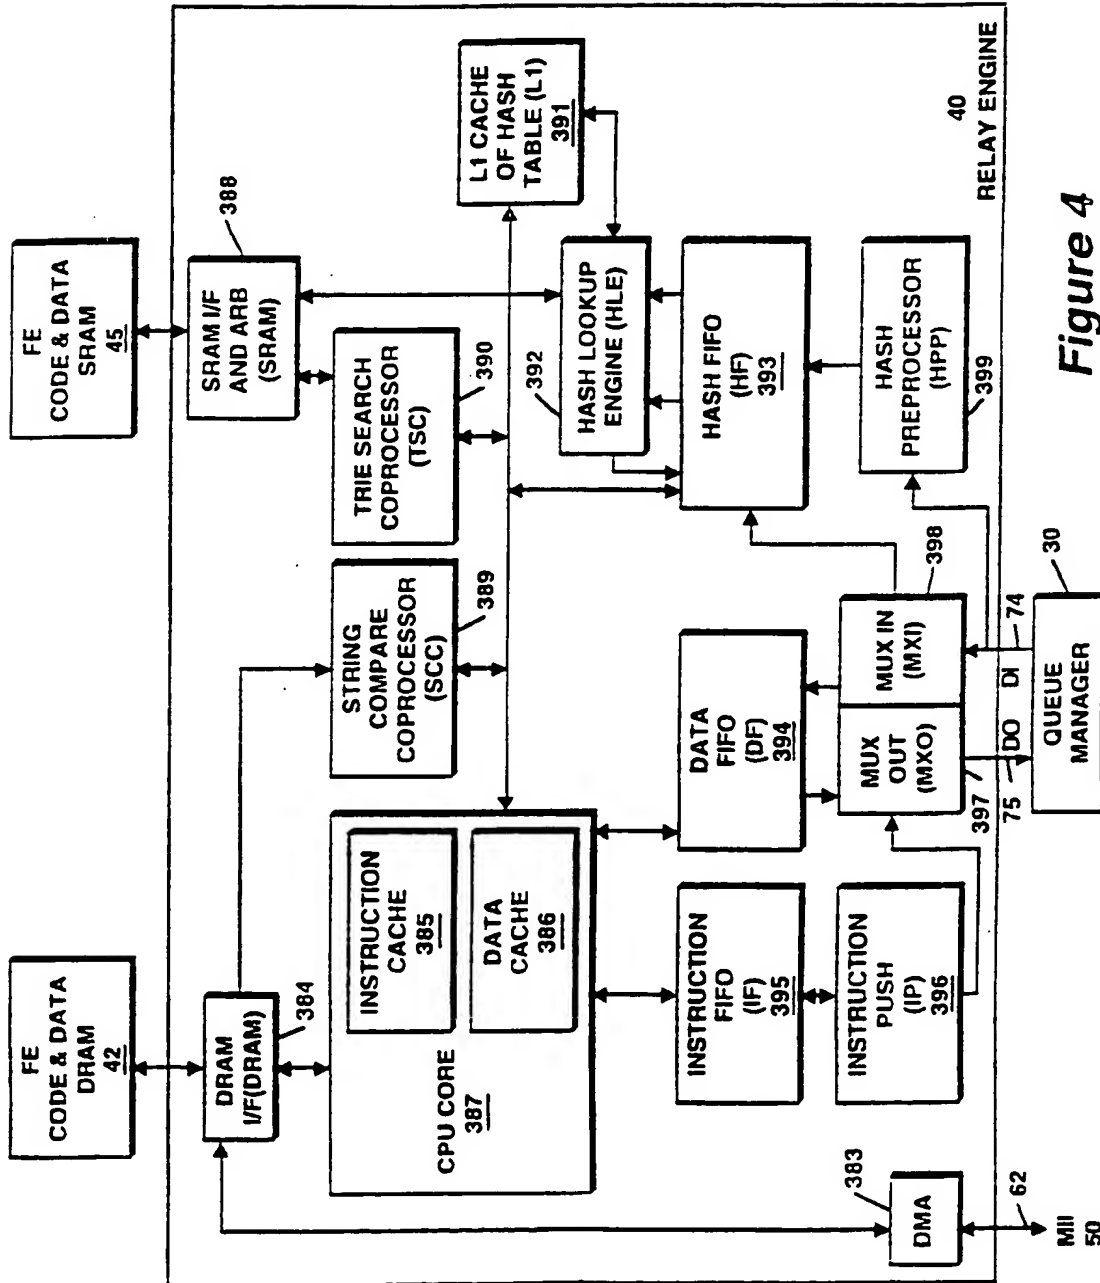 FE
CODE & DATA
DRAM
42
FE
CODE & DATA
SRAM
45
DRAM
I/F(DRAM)
384
SRAM I/F
AND ARB
(SRAM)
388
INSTRUCTION
CACHE
385
DATA
CACHE
386
CPU CORE
387
STRING
COMPARE
COPROCESSOR
(SCC)
389
TRIE SEARCH
COPROCESSOR
(TSC)
390
L1 CACHE
OF HASH
TABLE (L1)
391
392
HASH LOOKUP
ENGINE (HLE)
INSTRUCTION
FIFO
(IF)
395
DATA
FIFO
(DF)
394
HASH FIFO
(HF)
393
INSTRUCTION
PUSH
(IP)
396
MUX
OUT
(MXO)
MUX IN
(MXI)
398
HASH
PREPROCESSOR
(HPP)
399
383
DMA
62
MII
50
397
75
DO
DI
74
30
QUEUE
MANAGER
40
RELAY ENGINE
Figure 4